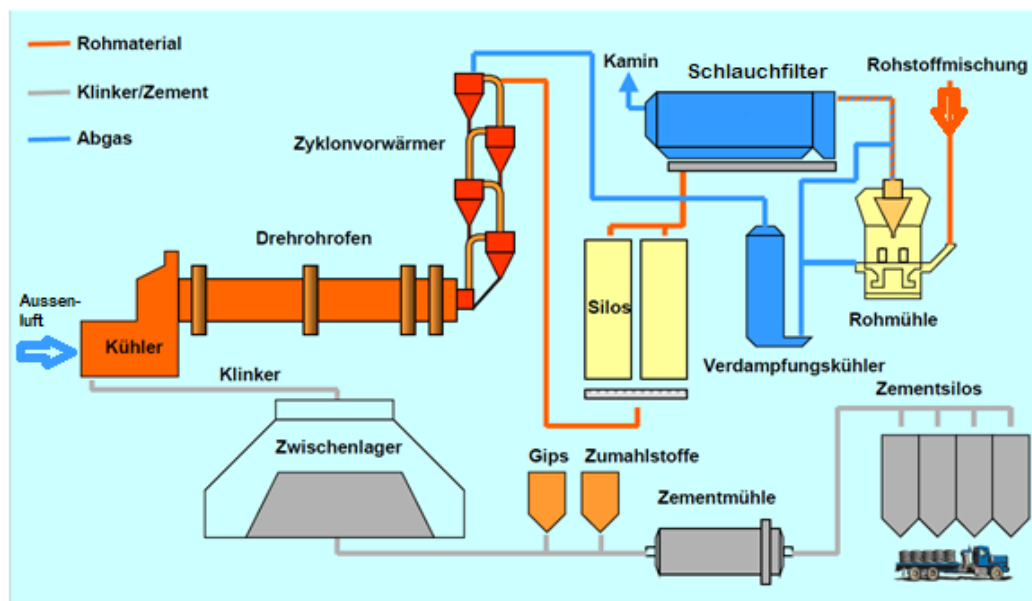 Rohmaterial
Klinker/Zement
Abgas
Kamin
Schlauchfilter
Rohstoffmischung
Zyklonvorwärmer
Drehrohrofen
Aussen-
luft
Kühler
Silos
Rohmühle
Verdampfungskühler
Klinker
Zementsilos
Zwischenlager
Gips
Zumahlstoffe
Zementmühle